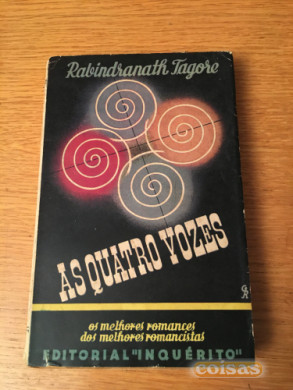 Rabindranath Tagore
AS QUATRO VOZES
os melhores romances
dos melhores romancistas
EDITORIAL "INQUÉRITO"
coisas